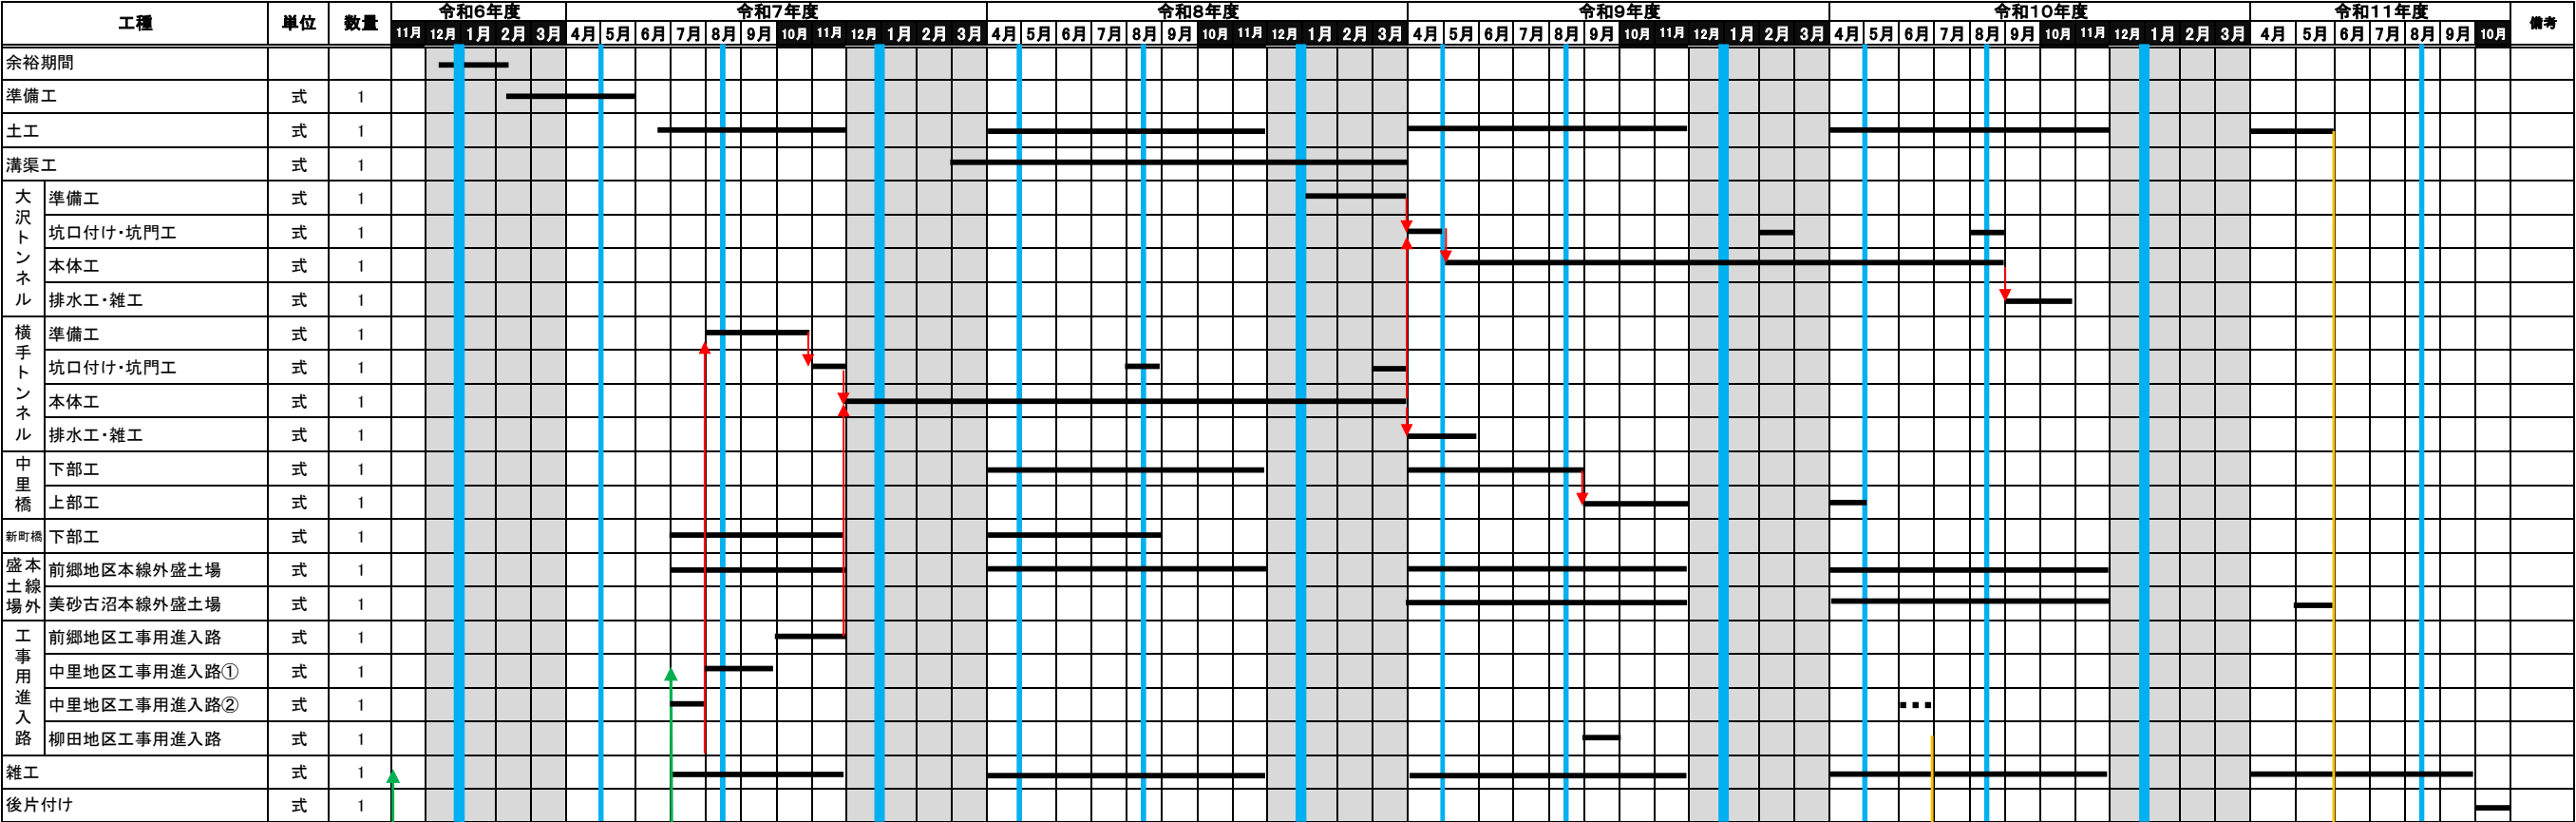 工種 単位 数量 令和6年度 令和7年度 令和8年度 令和9年度 令和10年度 令和11年度 備考
11月 12月 1月 2月 3月 4月 5月 6月 7月 8月 9月 10月 11月 12月 1月 2月 3月 4月 5月 6月 7月 8月 9月 10月 11月 12月 1月 2月 3月 4月 5月 6月 7月 8月 9月 10月 11月 12月 1月 2月 3月 4月 5月 6月 7月 8月 9月 10月 11月 12月 1月 2月 3月 4月 5月 6月 7月 8月 9月 10月
余裕期間
準備工 式 1
土工 式 1
溝渠工 式 1
大沢トンネル
準備工 式 1
坑口付け・坑門工 式 1
本体工 式 1
排水工・雑工 式 1
横手トンネル
準備工 式 1
坑口付け・坑門工 式 1
本体工 式 1
排水工・雑工 式 1
中里橋
下部工 式 1
上部工 式 1
新町橋 下部工 式 1
本線外盛土場
前郷地区本線外盛土場 式 1
美砂古沼本線外盛土場 式 1
工事用進入路
前郷地区工事用進入路 式 1
中里地区工事用進入路① 式 1
中里地区工事用進入路② 式 1
柳田地区工事用進入路 式 1
雑工 式 1
後片付け 式 1